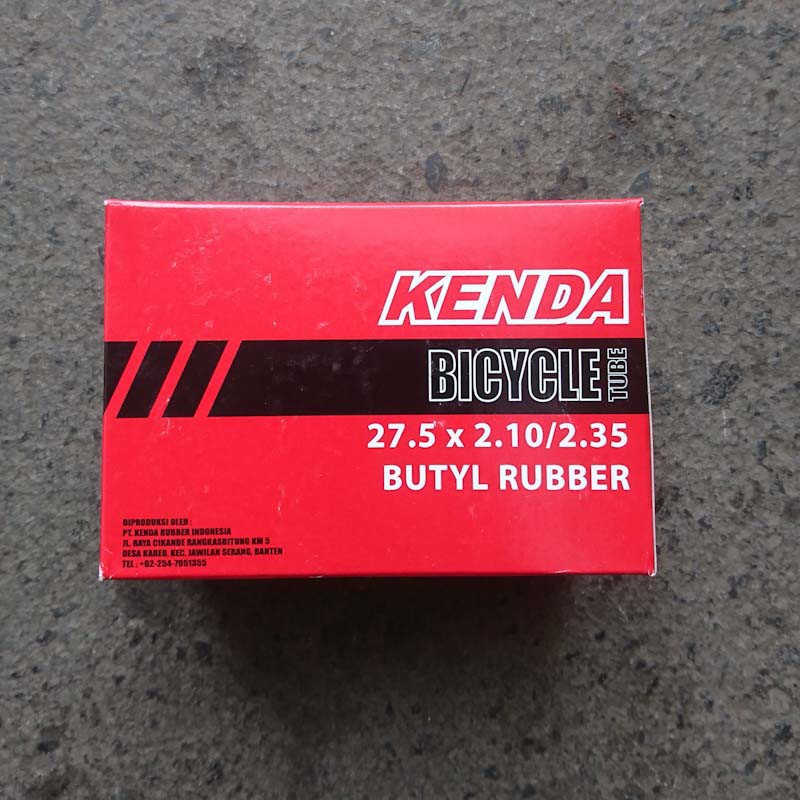 KENDA
BICYCLE TUBE
27.5 x 2.10/2.35
BUTYL RUBBER
DIPRODUKSI OLEH :
PT. KENDA RUBBER INDONESIA
JL. RAYA CIKANDE RANGKASBITUNG KM 5
DESA KAREO, KEC. JAWILAN SERANG, BANTEN
TEL : +62-254-7951355